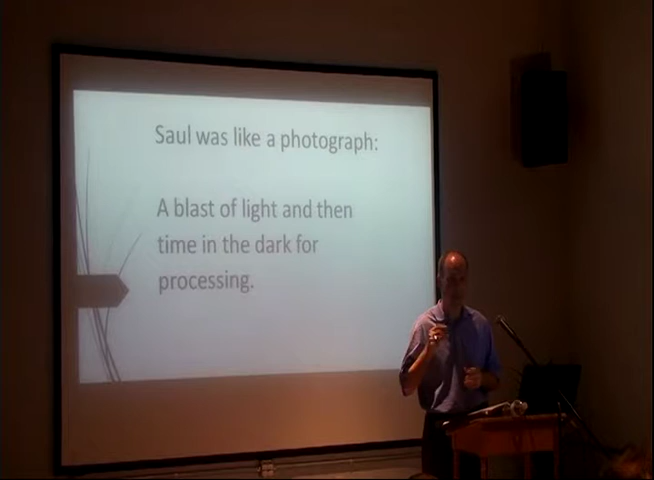 Saul was like a photograph:
A blast of light and then
time in the dark for
processing.